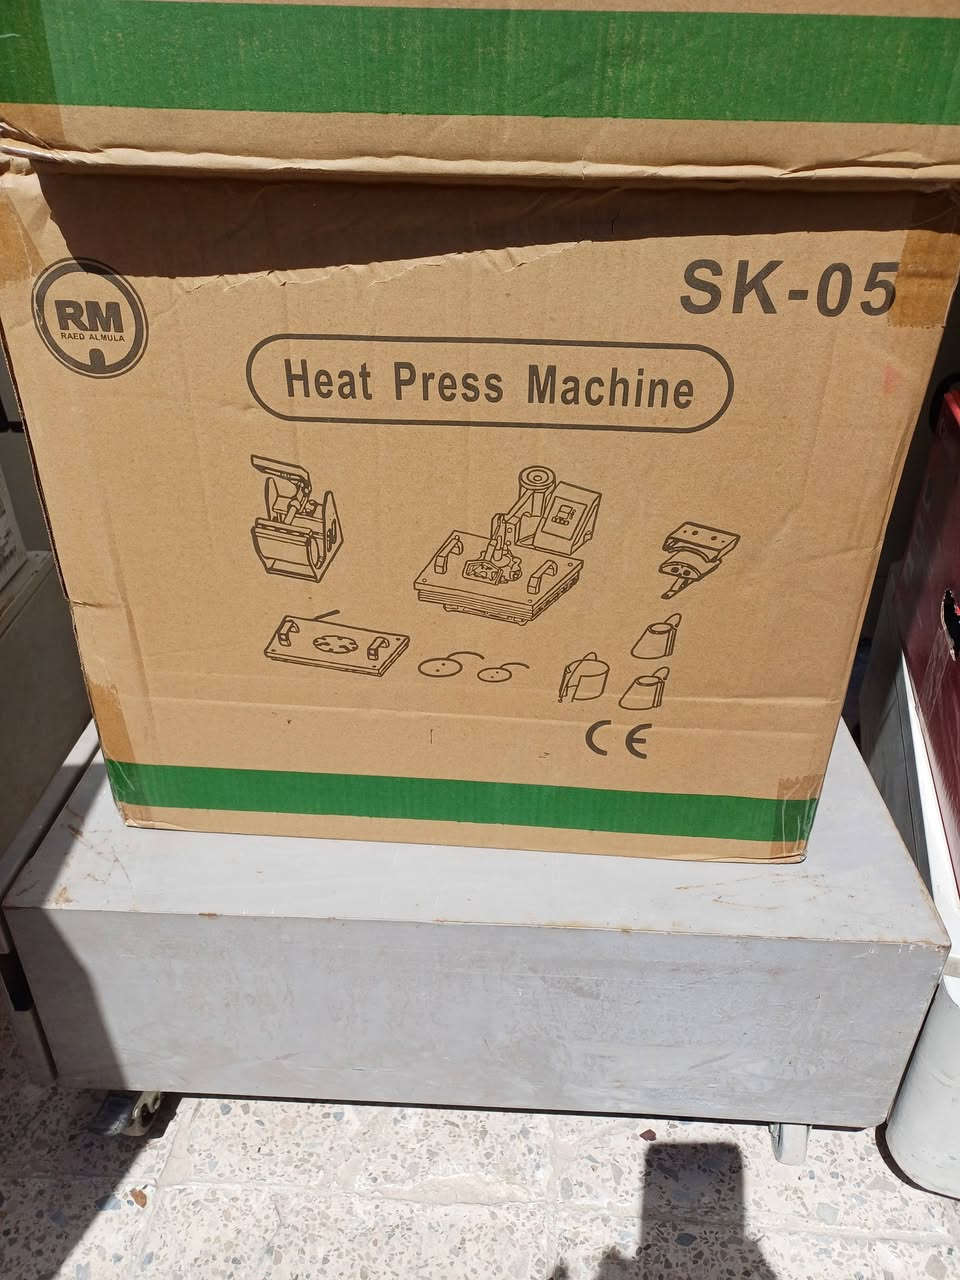 RM
RAED ALMULA
SK-05
Heat Press Machine
CE